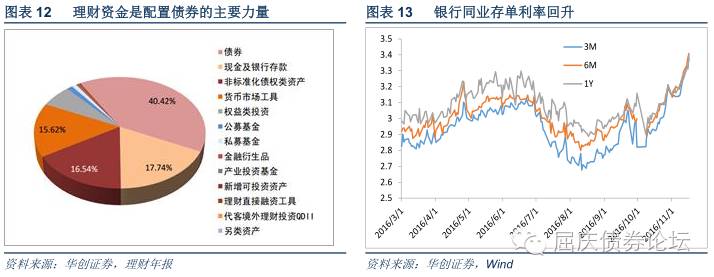 图表 12 理财资金是配置债券的主要力量
40.42%
17.74%
16.54%
15.62%
债券
现金及银行存款
非标准化债权类资产
货币市场工具
权益类投资
公募基金
私募基金
金融衍生品
产业投资基金
新增可投资资产
理财直接融资工具
代客境外理财投资QDII
另类资产
资料来源：华创证券，理财年报
图表 13 银行同业存单利率回升
3.4
3.3
3.2
3.1
3
2.9
2.8
2.7
2.6
2.5
3M
6M
1Y
2016/3/1
2016/4/1
2016/5/1
2016/6/1
2016/7/1
2016/8/1
2016/9/1
2016/10/1
2016/11/1
资料来源：华创证券，Wind
屈庆债券论坛